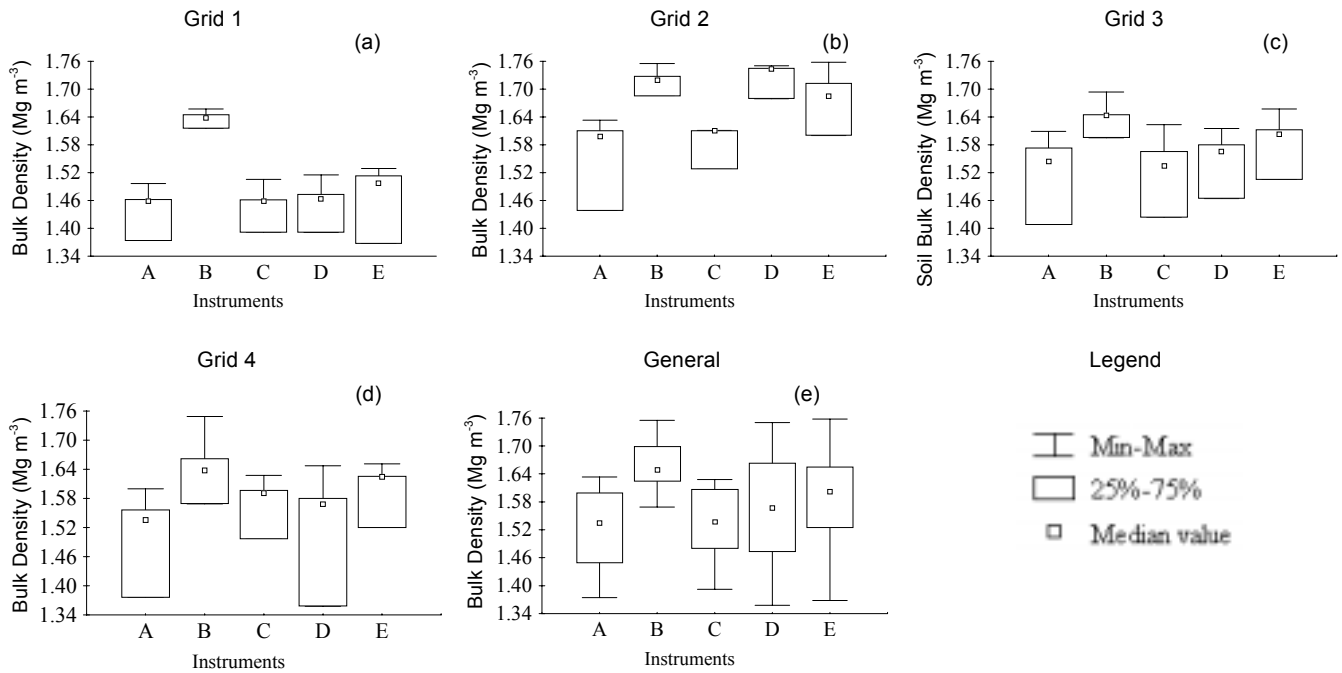 Grid 1
(a)
Bulk Density (Mg m-3)
1.76
1.70
1.64
1.58
1.52
1.46
1.40
1.34
A B C D E
Instruments
Grid 2
(b)
Bulk Density (Mg m-3)
1.76
1.70
1.64
1.58
1.52
1.46
1.40
1.34
A B C D E
Instruments
Grid 3
(c)
Soil Bulk Density (Mg m-3)
1.76
1.70
1.64
1.58
1.52
1.46
1.40
1.34
A B C D E
Instruments
Grid 4
(d)
Bulk Density (Mg m-3)
1.76
1.70
1.64
1.58
1.52
1.46
1.40
1.34
A B C D E
Instruments
General
(e)
Bulk Density (Mg m-3)
1.76
1.70
1.64
1.58
1.52
1.46
1.40
1.34
A B C D E
Instruments
Legend
Min-Max
25%-75%
Median value